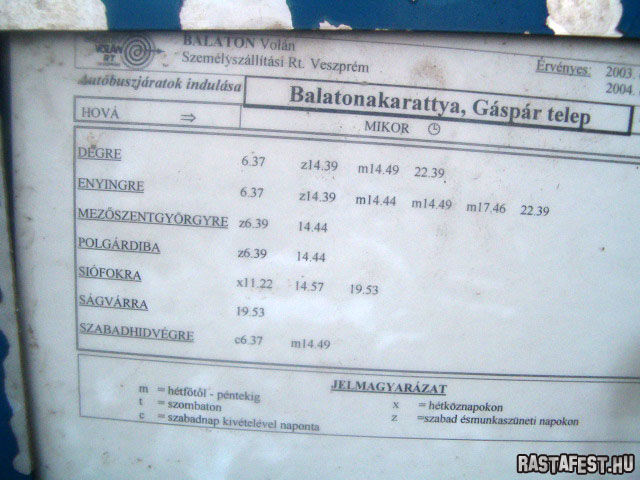 VOLÁN
RT.
BALATON Volán
Személyszállítási Rt. Veszprém
Érvényes: 2003.
2004.
Autóbuszjáratok indulása
Balatonakarattya, Gáspár telep
HOVÁ ⇒ MIKOR
DÉGRE 6.37 z14.39 m14.49 22.39
ENYINGRE 6.37 z14.39 m14.44 m14.49 m17.46 22.39
MEZŐSZENTGYÖRGYRE z6.39 14.44
POLGÁRDIBA z6.39 14.44
SIÓFOKRA x11.22 14.57 19.53
SÁGVÁRRA 19.53
SZABADHIDVÉGRE c6.37 m14.49
JELMAGYARÁZAT
m = hétfőtől - péntekig x = hétköznapokon
t = szombaton z =szabad ésmunkaszüneti napokon
c = szabadnap kivételével naponta
RASTAFEST.HU